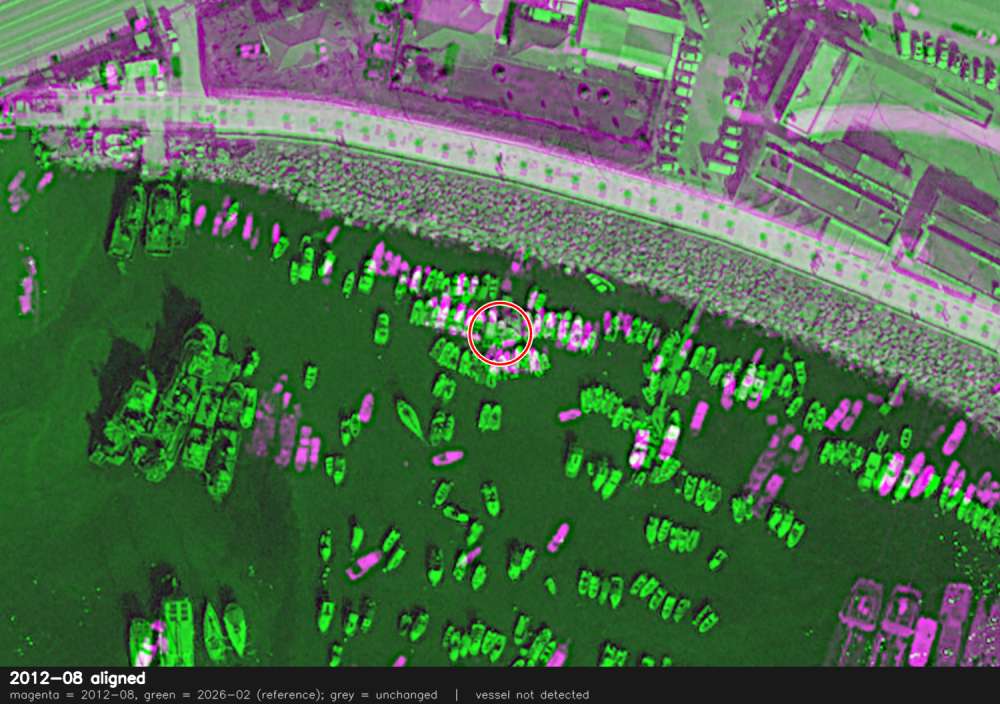 2012-08 aligned
magenta = 2012-08, green = 2026-02 (reference); grey = unchanged | vessel not detected